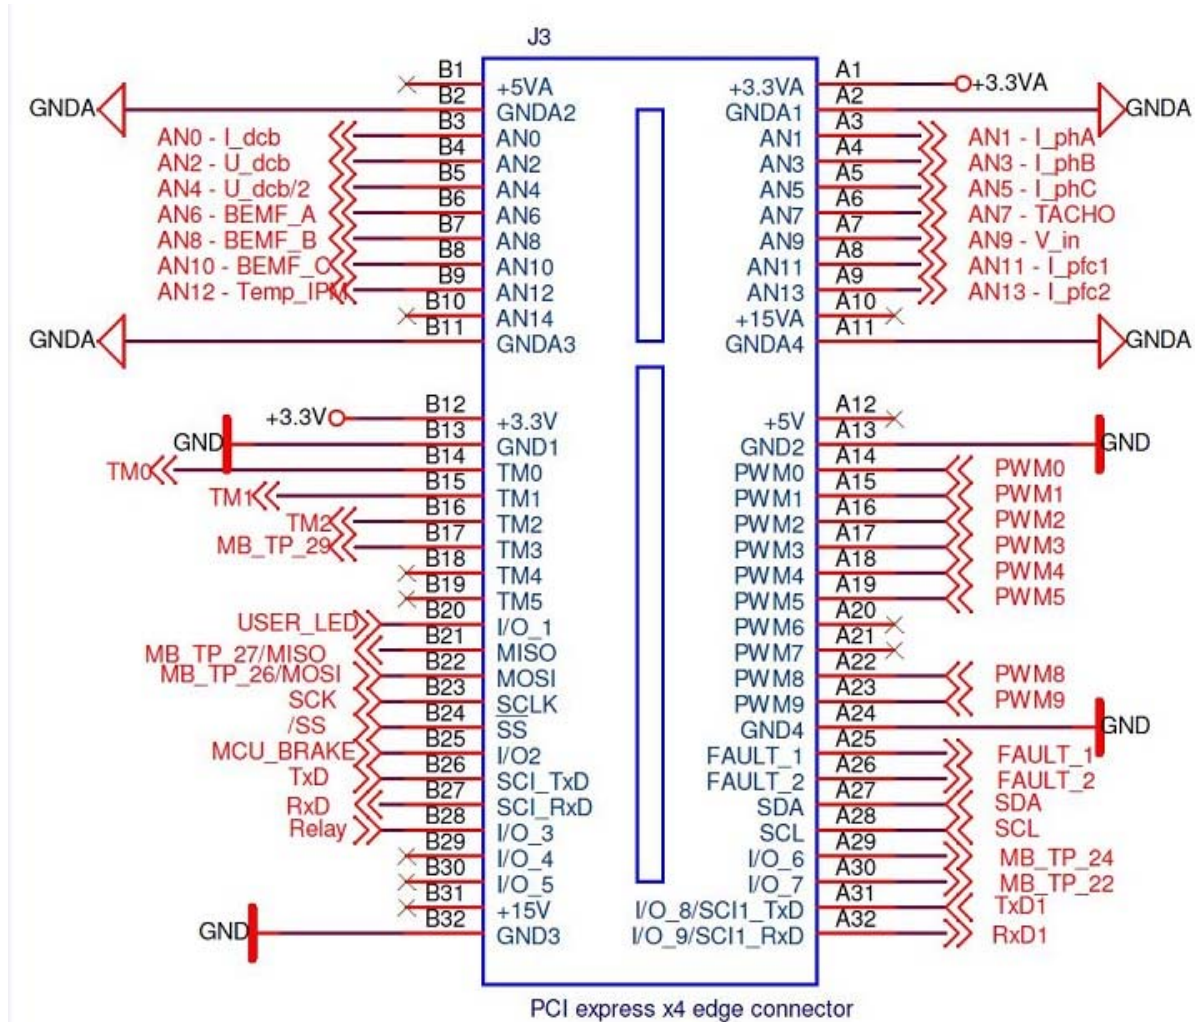 J3
B1 +5VA +3.3VA A1 +3.3VA
GNDA B2 GNDA2 GNDA1 A2 GNDA
AN0 - I_dcb B3 AN0 AN1 A3 AN1 - I_phA
AN2 - U_dcb B4 AN2 AN3 A4 AN3 - I_phB
AN4 - U_dcb/2 B5 AN4 AN5 A5 AN5 - I_phC
AN6 - BEMF_A B6 AN6 AN7 A6 AN7 - TACHO
AN8 - BEMF_B B7 AN8 AN9 A7 AN9 - V_in
AN10 - BEMF_C B8 AN10 AN11 A8 AN11 - I_pfc1
AN12 - Temp_IPM B9 AN12 AN13 A9 AN13 - I_pfc2
B10 AN14 +15VA A10
GNDA B11 GNDA3 GNDA4 A11 GNDA
+3.3V B12 +3.3V +5V A12
GND B13 GND1 GND2 A13 GND
TM0 B14 TM0 PWM0 A14 PWM0
TM1 B15 TM1 PWM1 A15 PWM1
TM2 B16 TM2 PWM2 A16 PWM2
MB_TP_29 B17 TM3 PWM3 A17 PWM3
B18 TM4 PWM4 A18 PWM4
B19 TM5 PWM5 A19 PWM5
USER_LED B20 I/O_1 PWM6 A20
MB_TP_27/MISO B21 MISO PWM7 A21
MB_TP_26/MOSI B22 MOSI PWM8 A22 PWM8
SCK B23 SCLK PWM9 A23 PWM9
/SS B24 SS GND4 A24 GND
MCU_BRAKE B25 I/O2 FAULT_1 A25 FAULT_1
TxD B26 SCI_TxD FAULT_2 A26 FAULT_2
RxD B27 SCI_RxD SDA A27 SDA
Relay B28 I/O_3 SCL A28 SCL
B29 I/O_4 I/O_6 A29 MB_TP_24
B30 I/O_5 I/O_7 A30 MB_TP_22
B31 +15V I/O_8/SCI1_TxD A31 TxD1
GND B32 GND3 I/O_9/SCI1_RxD A32 RxD1
PCI express x4 edge connector